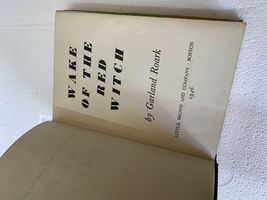 WAKE
OF THE
RED
WITCH
by Garland Roark
LITTLE, BROWN AND COMPANY · BOSTON
1946